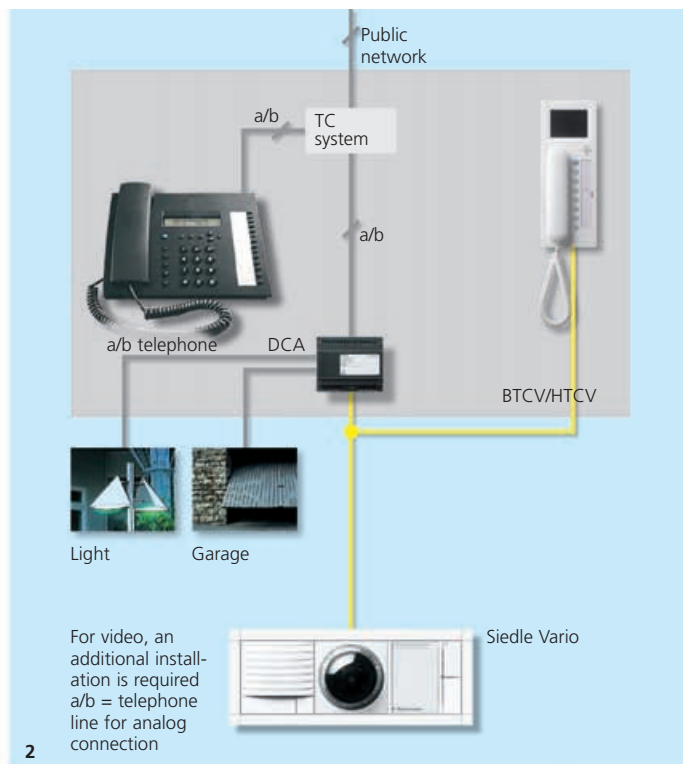 Public
network
a/b
TC
system
a/b
a/b telephone
DCA
BTCV/HTCV
Light
Garage
For video, an
additional install-
ation is required
a/b = telephone
line for analog
connection
Siedle Vario
2